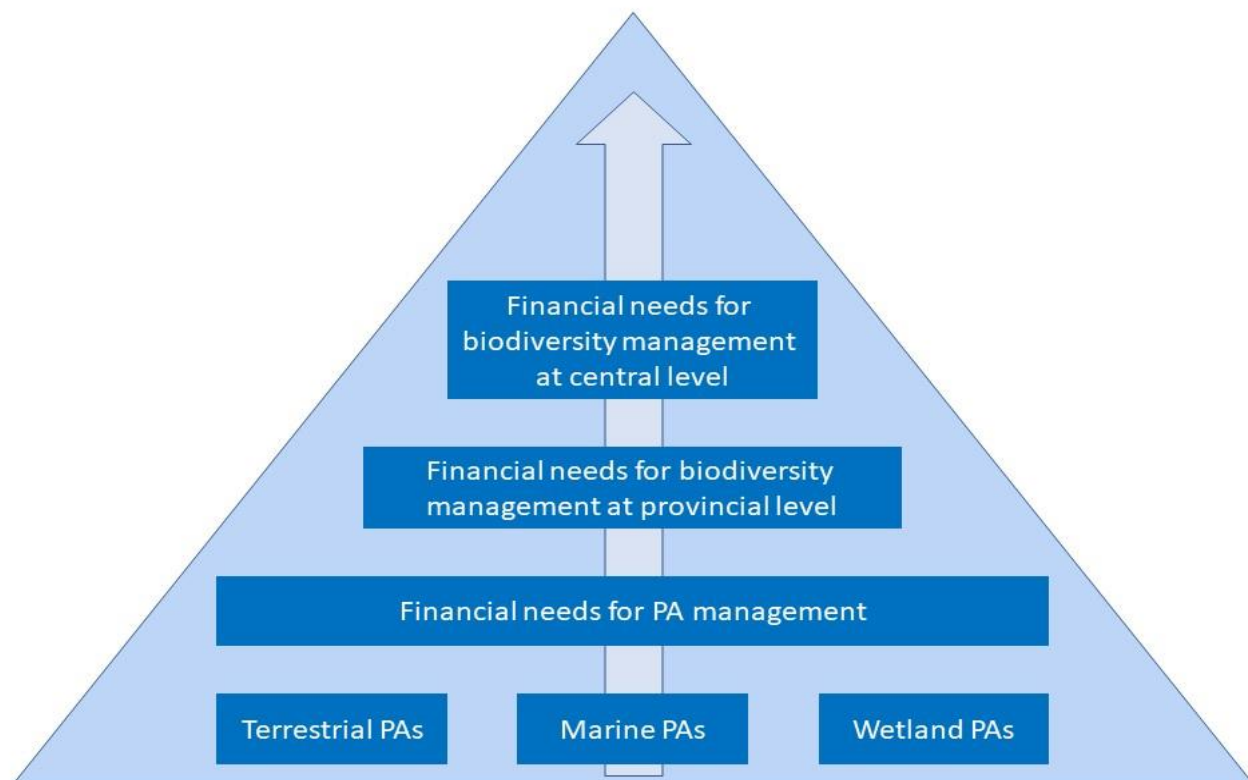 Financial needs for
biodiversity management
at central level
Financial needs for biodiversity
management at provincial level
Financial needs for PA management
Terrestrial PAs
Marine PAs
Wetland PAs